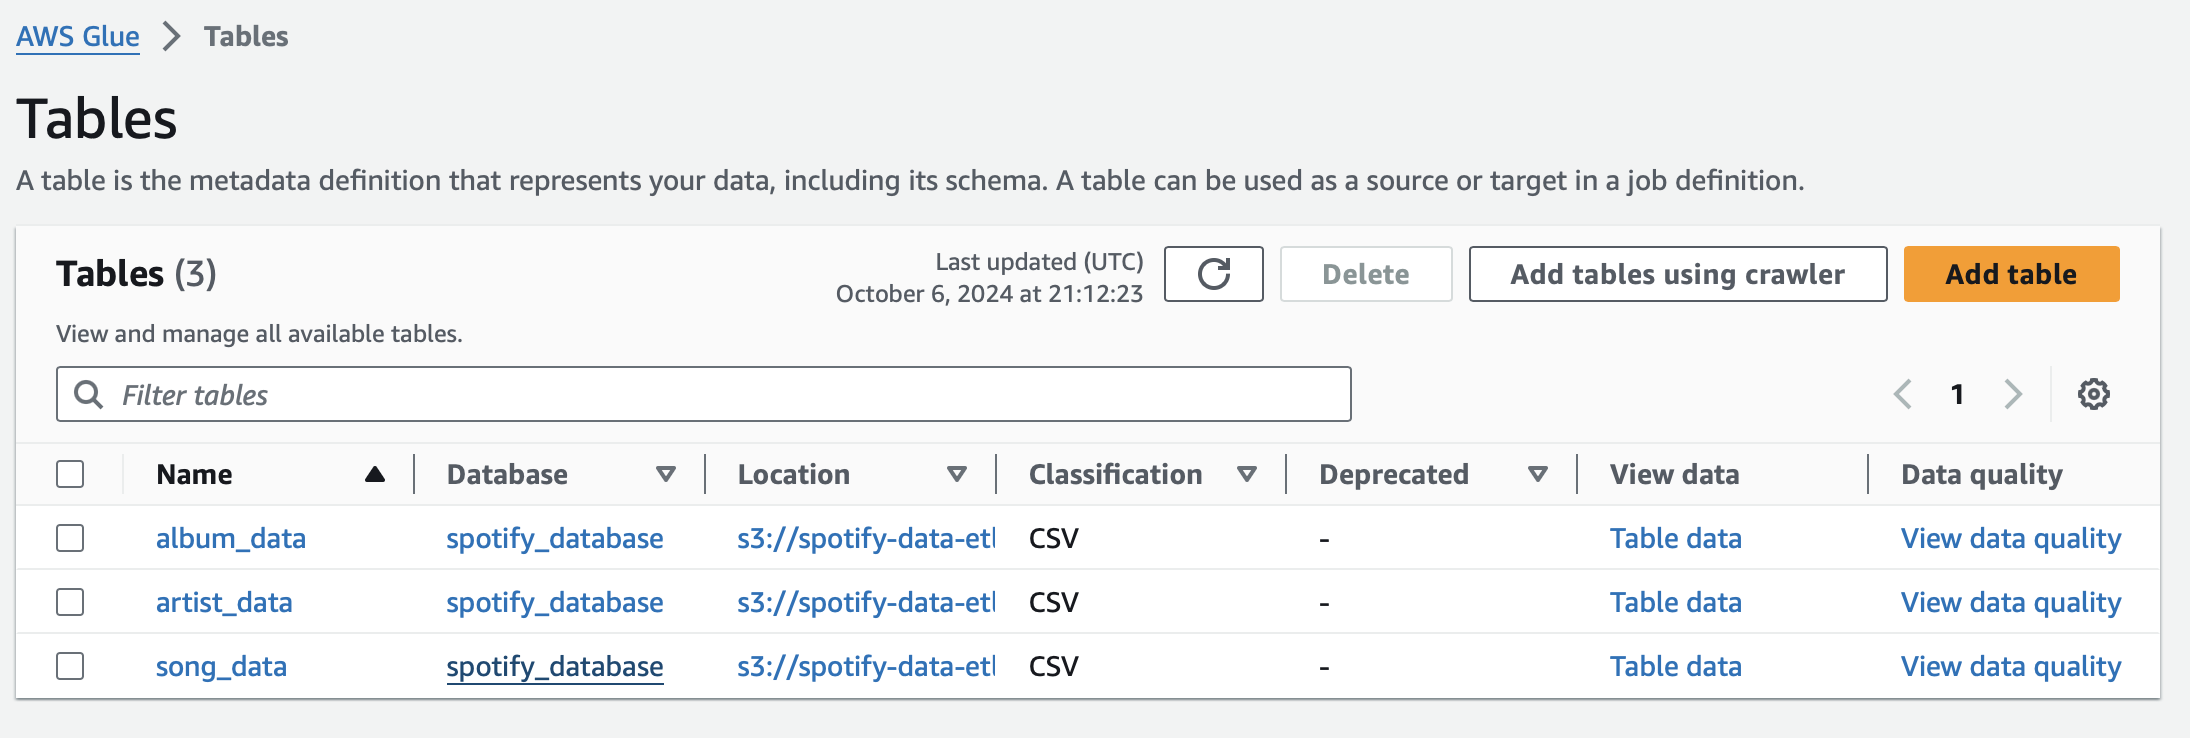 AWS Glue > Tables
Tables
A table is the metadata definition that represents your data, including its schema. A table can be used as a source or target in a job definition.
Tables (3)
Last updated (UTC)
October 6, 2024 at 21:12:23
Delete
Add tables using crawler
Add table
View and manage all available tables.
Filter tables
1
Name Database Location Classification Deprecated View data Data quality
album_data spotify_database s3://spotify-data-etl CSV - Table data View data quality
artist_data spotify_database s3://spotify-data-etl CSV - Table data View data quality
song_data spotify_database s3://spotify-data-etl CSV - Table data View data quality